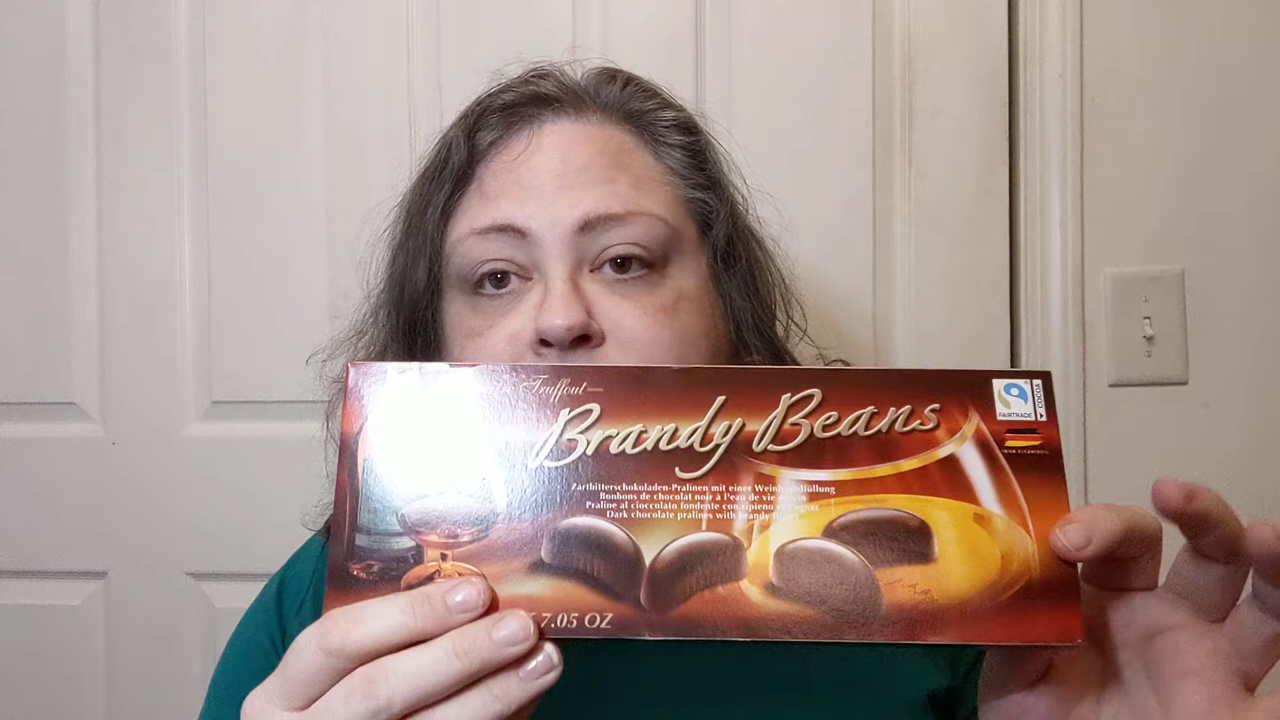 Truffout
Brandy Beans
FAIRTRADE
COCOA
Zartbitterschokoladen-Pralinen mit einer
Bonbons de chocolat noir à l'eau de vie
Praline al cioccolato fondente con ripieno
Dark chocolate pralines with brandy
7.05 OZ